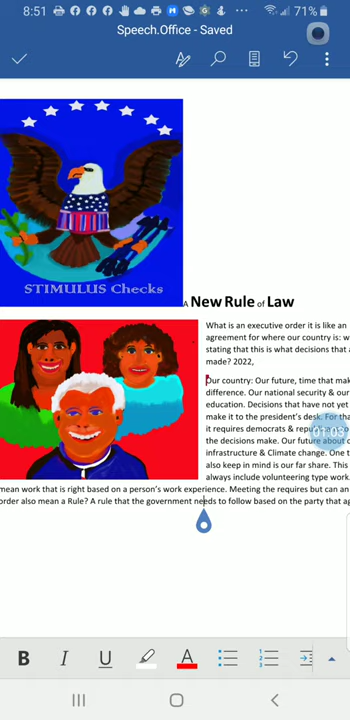 8:51
71%
Speech.Office - Saved
STIMULUS Checks
A New Rule of Law
What is an executive order it is like an
agreement for where our country is: w
stating that this is what decisions that a
made? 2022,
Our country: Our future, time that mak
difference. Our national security & our
education. Decisions that have not yet
make it to the president's desk. For tha
it requires democrats & repu
the decisions make. Our future about c
infrastructure & Climate change. One t
also keep in mind is our far share. This
always include volunteering type work.
mean work that is right based on a person's work experience. Meeting the requires but can an
order also mean a Rule? A rule that the government needs to follow based on the party that ag
01:03
B I U A